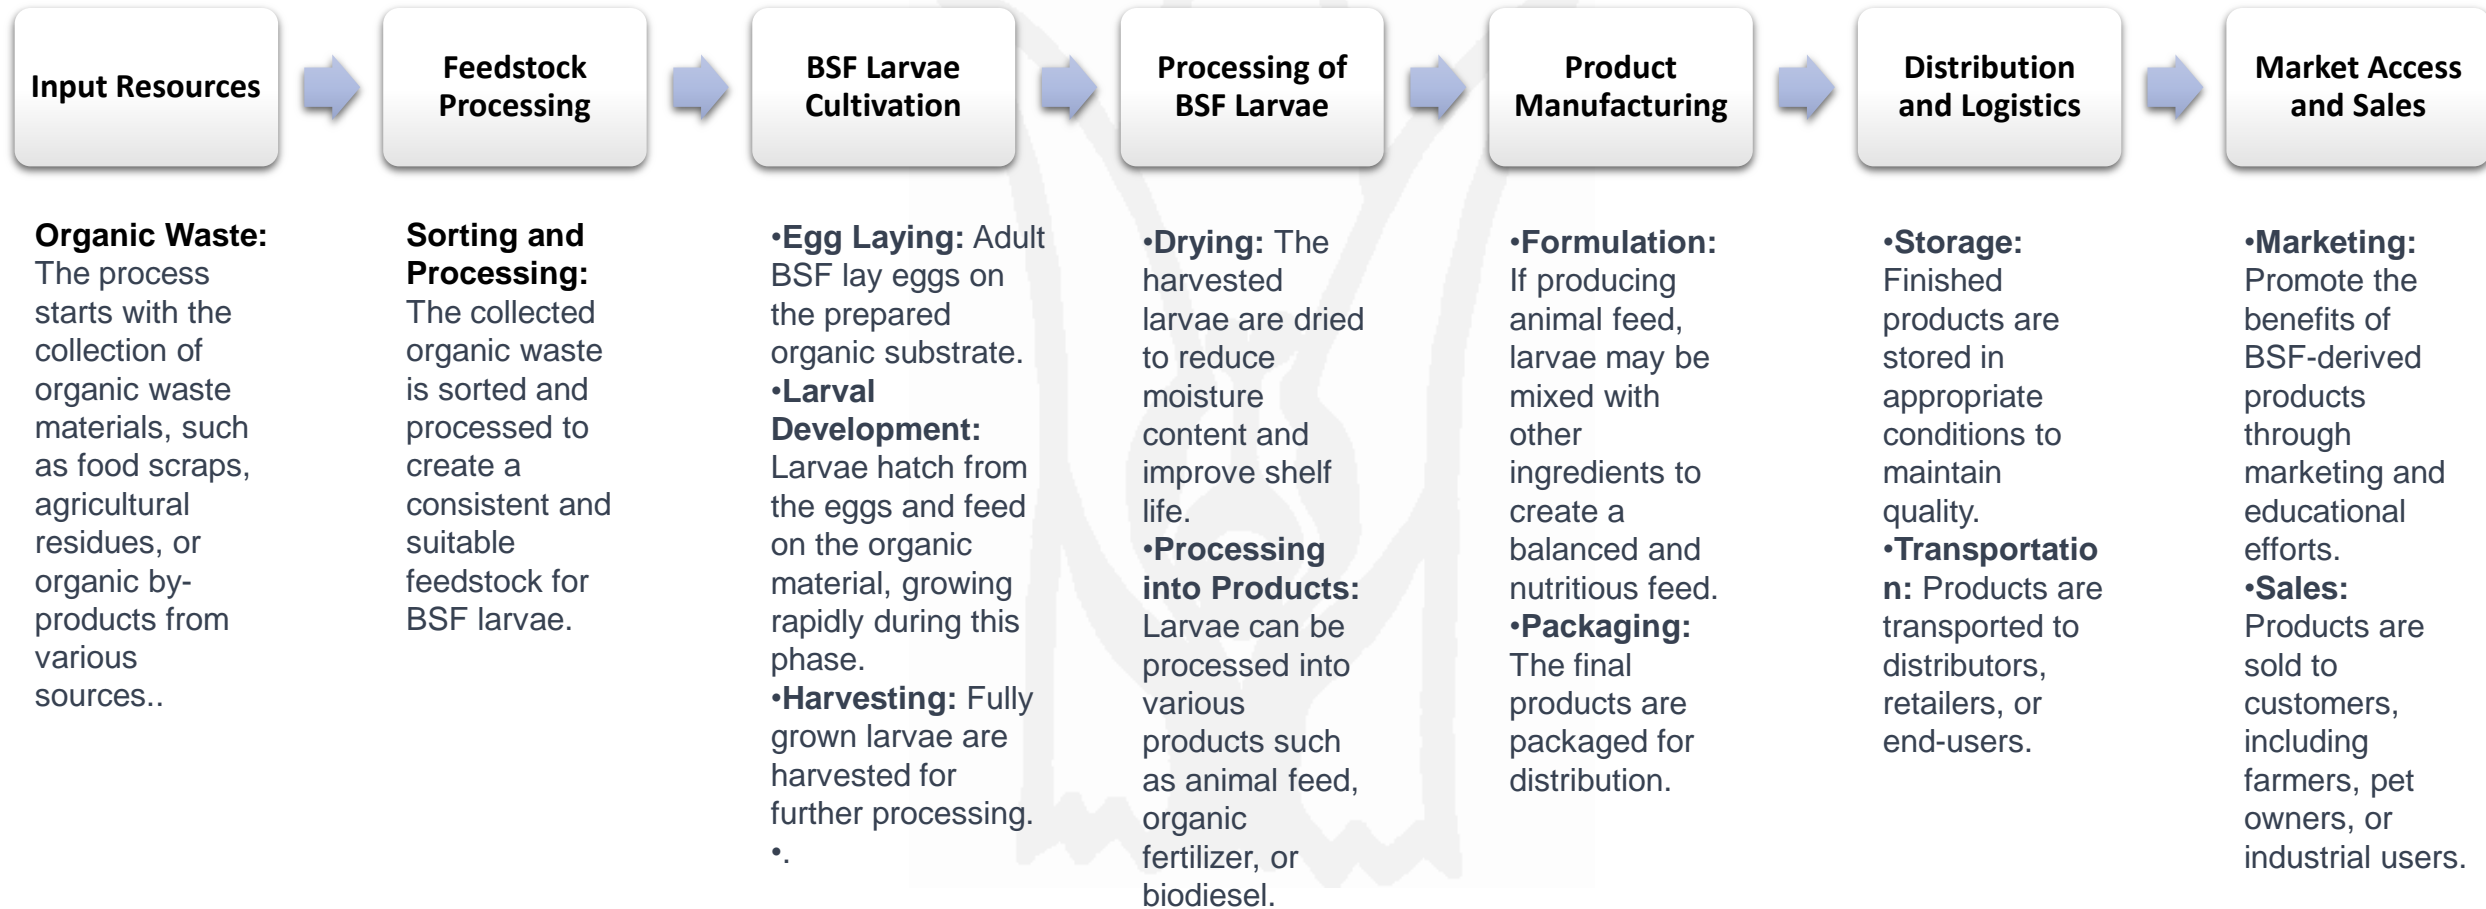 Input Resources
Feedstock
Processing
BSF Larvae
Cultivation
Processing of
BSF Larvae
Product
Manufacturing
Distribution
and Logistics
Market Access
and Sales
Organic Waste:
The process
starts with the
collection of
organic waste
materials, such
as food scraps,
agricultural
residues, or
organic by-
products from
various
sources..
Sorting and
Processing:
The collected
organic waste
is sorted and
processed to
create a
consistent and
suitable
feedstock for
BSF larvae.
•Egg Laying: Adult
BSF lay eggs on
the prepared
organic substrate.
•Larval
Development:
Larvae hatch from
the eggs and feed
on the organic
material, growing
rapidly during this
phase.
•Harvesting: Fully
grown larvae are
harvested for
further processing.
•.
•Drying: The
harvested
larvae are dried
to reduce
moisture
content and
improve shelf
life.
•Processing
into Products:
Larvae can be
processed into
various
products such
as animal feed,
organic
fertilizer, or
biodiesel.
•Formulation:
If producing
animal feed,
larvae may be
mixed with
other
ingredients to
create a
balanced and
nutritious feed.
•Packaging:
The final
products are
packaged for
distribution.
•Storage:
Finished
products are
stored in
appropriate
conditions to
maintain
quality.
•Transportatio
n: Products are
transported to
distributors,
retailers, or
end-users.
•Marketing:
Promote the
benefits of
BSF-derived
products
through
marketing and
educational
efforts.
•Sales:
Products are
sold to
customers,
including
farmers, pet
owners, or
industrial users.